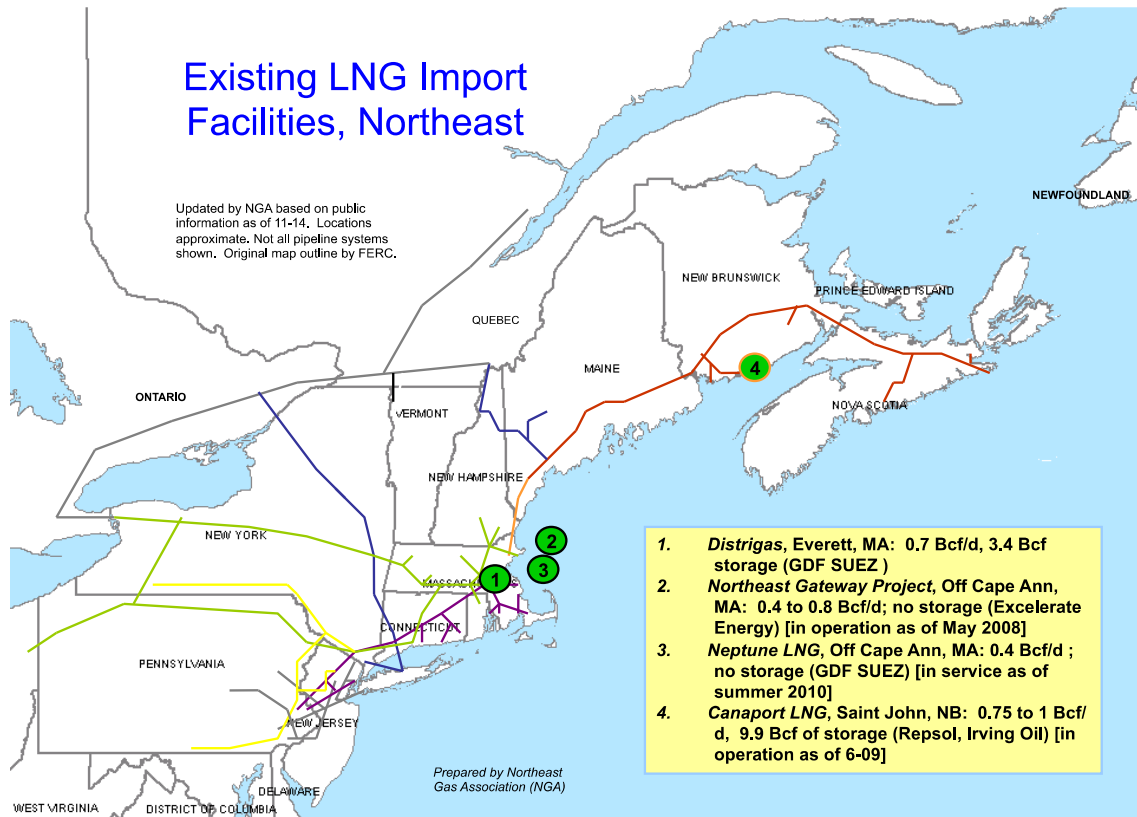 Existing LNG Import
Facilities, Northeast
Updated by NGA based on public
information as of 11-14. Locations
approximate. Not all pipeline systems
shown. Original map outline by FERC.
NEWFOUNDLAND
NEW BRUNSWICK
PRINCE EDWARD ISLAND
QUEBEC
MAINE
4
ONTARIO
VERMONT
NOVA SCOTIA
NEW HAMPSHIRE
NEW YORK
2
3
1
MASSACHUSETTS
CONNECTICUT
PENNSYLVANIA
NEW JERSEY
1. Distrigas, Everett, MA: 0.7 Bcf/d, 3.4 Bcf
storage (GDF SUEZ )
2. Northeast Gateway Project, Off Cape Ann,
MA: 0.4 to 0.8 Bcf/d; no storage (Excelerate
Energy) [in operation as of May 2008]
3. Neptune LNG, Off Cape Ann, MA: 0.4 Bcf/d ;
no storage (GDF SUEZ) [in service as of
summer 2010]
4. Canaport LNG, Saint John, NB: 0.75 to 1 Bcf/
d, 9.9 Bcf of storage (Repsol, Irving Oil) [in
operation as of 6-09]
Prepared by Northeast
Gas Association (NGA)
DELAWARE
WEST VIRGINIA
DISTRICT OF COLUMBIA